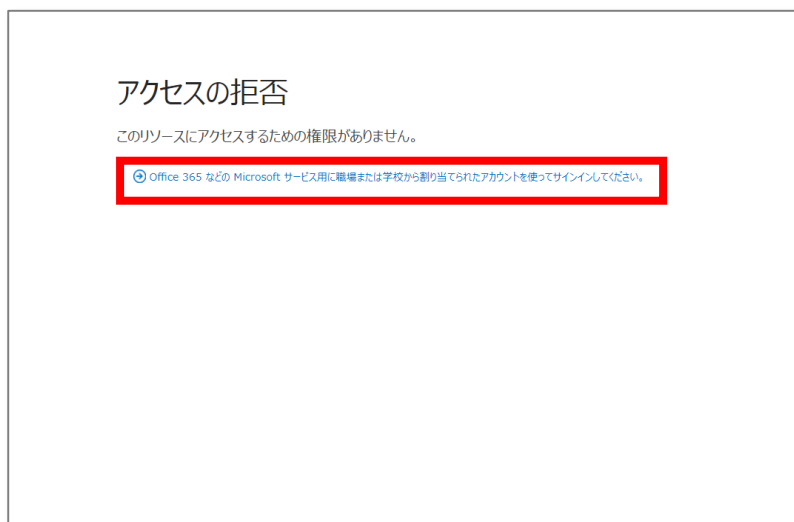 アクセスの拒否
このリソースにアクセスするための権限がありません。
Office 365 などの Microsoft サービス用に職場または学校から割り当てられたアカウントを使ってサインインしてください。